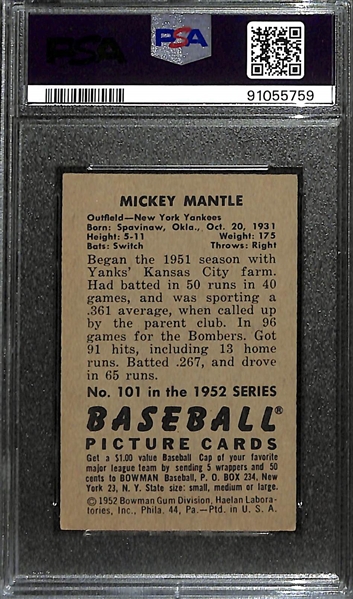 PSA
PSA
91055759
MICKEY MANTLE
Outfield—New York Yankees
Born: Spavinaw, Okla., Oct. 20, 1931
Height: 5-11 Weight: 175
Bats: Switch Throws: Right
Began the 1951 season with
Yanks' Kansas City farm.
Had batted in 50 runs in 40
games, and was sporting a
.361 average, when called up
by the parent club. In 96
games for the Bombers. Got
91 hits, including 13 home
runs. Batted .267, and drove
in 65 runs.
No. 101 in the 1952 SERIES
BASEBALL®
PICTURE CARDS
Get a $1.00 value Baseball Cap of your favorite
major league team by sending 5 wrappers and 50
cents to BOWMAN Baseball, P. O. BOX 234, New
York 23, N. Y. State size: small, medium or large.
©1952 Bowman Gum Division, Haelan Labora-
tories, Inc., Phila. 44, Pa.—Ptd. in U. S. A.